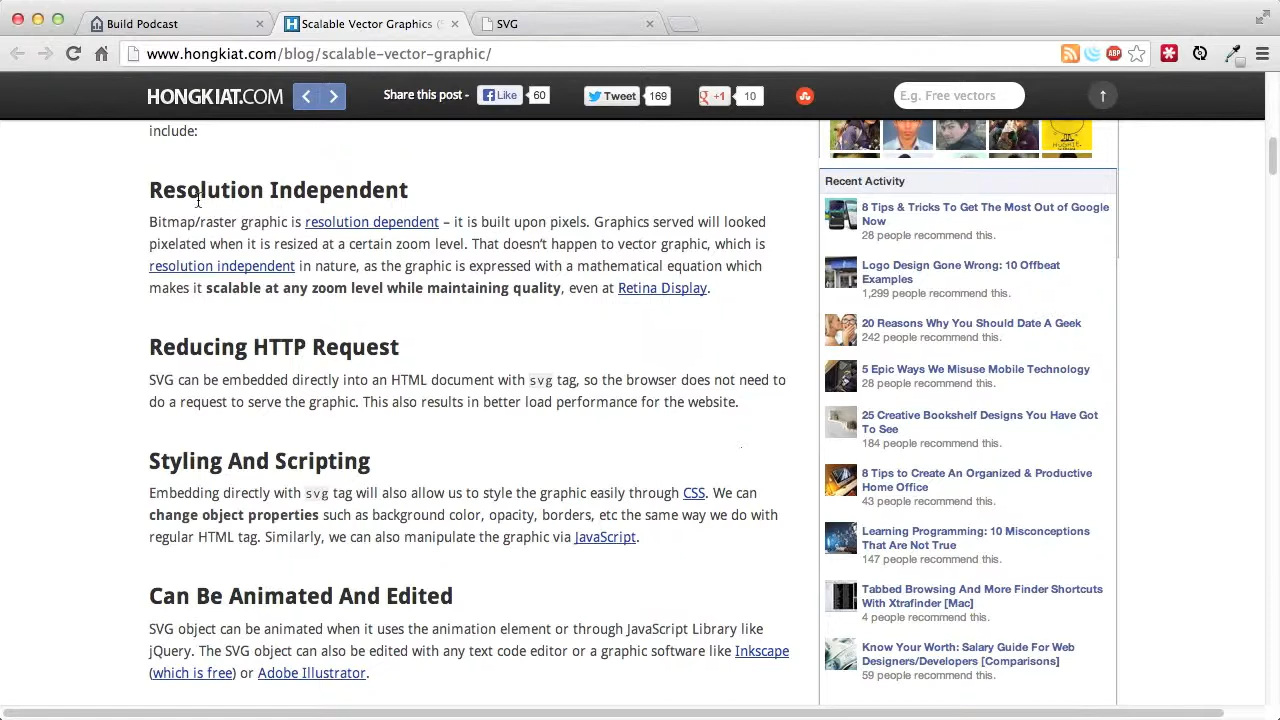 Build Podcast
Scalable Vector Graphics (
SVG
www.hongkiat.com/blog/scalable-vector-graphic/
ABP
HONGKIAT.COM
Share this post -
Like
60
Tweet
169
+1
10
E.g. Free vectors
include:
Resolution Independent
Bitmap/raster graphic is resolution dependent – it is built upon pixels. Graphics served will looked
pixelated when it is resized at a certain zoom level. That doesn't happen to vector graphic, which is
resolution independent in nature, as the graphic is expressed with a mathematical equation which
makes it scalable at any zoom level while maintaining quality, even at Retina Display.
Reducing HTTP Request
SVG can be embedded directly into an HTML document with svg tag, so the browser does not need to
do a request to serve the graphic. This also results in better load performance for the website.
Styling And Scripting
Embedding directly with svg tag will also allow us to style the graphic easily through CSS. We can
change object properties such as background color, opacity, borders, etc the same way we do with
regular HTML tag. Similarly, we can also manipulate the graphic via JavaScript.
Can Be Animated And Edited
SVG object can be animated when it uses the animation element or through JavaScript Library like
jQuery. The SVG object can also be edited with any text code editor or a graphic software like Inkscape
(which is free) or Adobe Illustrator.
Recent Activity
8 Tips & Tricks To Get The Most Out of Google
Now
28 people recommend this.
Logo Design Gone Wrong: 10 Offbeat
Examples
1,299 people recommend this.
20 Reasons Why You Should Date A Geek
242 people recommend this.
5 Epic Ways We Misuse Mobile Technology
28 people recommend this.
25 Creative Bookshelf Designs You Have Got
To See
184 people recommend this.
8 Tips to Create An Organized & Productive
Home Office
43 people recommend this.
Learning Programming: 10 Misconceptions
That Are Not True
147 people recommend this.
Tabbed Browsing And More Finder Shortcuts
With Xtrafinder [Mac]
4 people recommend this.
Know Your Worth: Salary Guide For Web
Designers/Developers [Comparisons]
59 people recommend this.